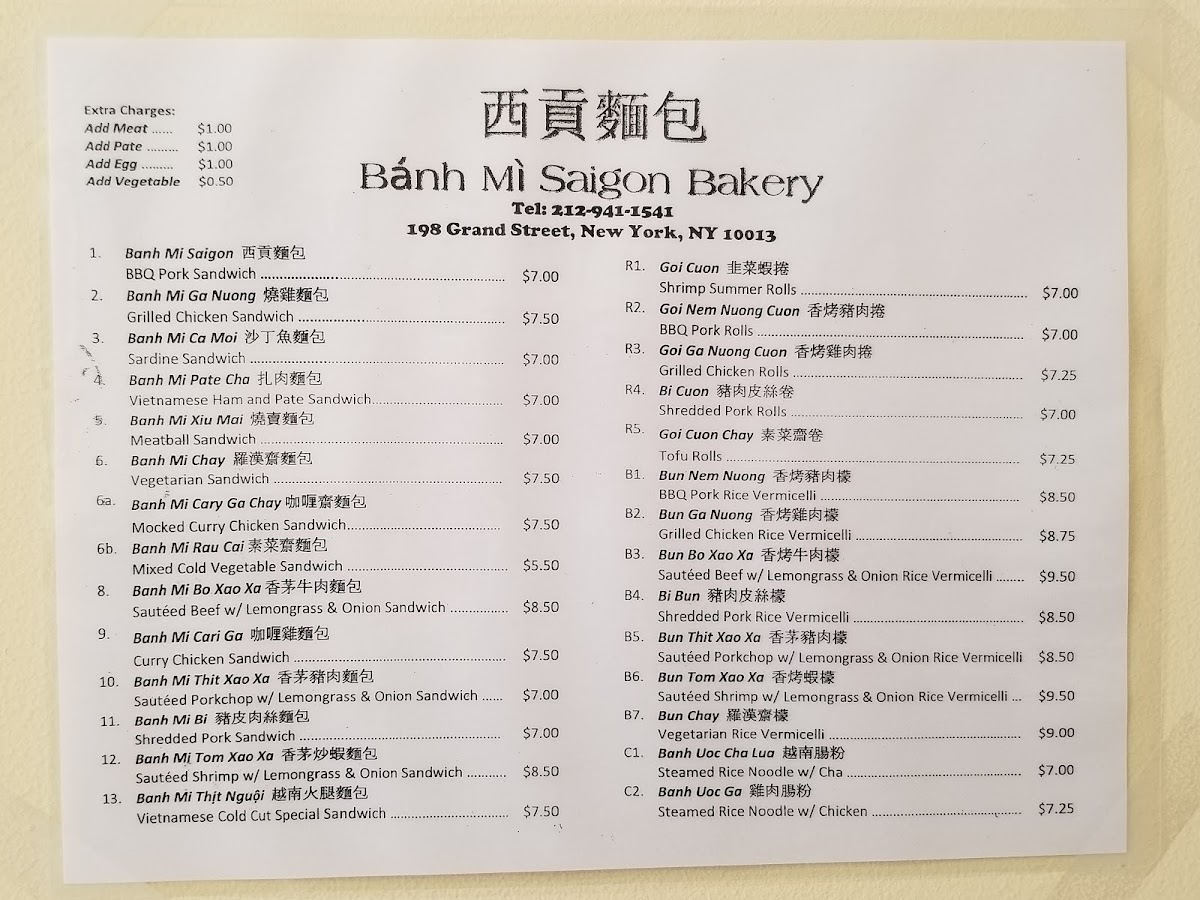 Extra Charges:
Add Meat ...... $1.00
Add Pate ......... $1.00
Add Egg ......... $1.00
Add Vegetable $0.50
西貢麵包
Bánh Mì Saigon Bakery
Tel: 212-941-1541
198 Grand Street, New York, NY 10013
1. Banh Mi Saigon 西貢麵包
BBQ Pork Sandwich ........ $7.00
2. Banh Mi Ga Nuong 燒雞麵包
Grilled Chicken Sandwich ........ $7.50
3. Banh Mi Ca Moi 沙丁魚麵包
Sardine Sandwich ........ $7.00
4. Banh Mi Pate Cha 扎肉麵包
Vietnamese Ham and Pate Sandwich........ $7.00
5. Banh Mi Xiu Mai 燒賣麵包
Meatball Sandwich ........ $7.00
6. Banh Mi Chay 羅漢齋麵包
Vegetarian Sandwich ........ $7.50
6a. Banh Mi Cary Ga Chay 咖喱齋麵包
Mocked Curry Chicken Sandwich........ $7.50
6b. Banh Mi Rau Cai 素菜齋麵包
Mixed Cold Vegetable Sandwich ........ $5.50
8. Banh Mi Bo Xao Xa 香茅牛肉麵包
Sautéed Beef w/ Lemongrass & Onion Sandwich ........ $8.50
9. Banh Mi Cari Ga 咖喱雞麵包
Curry Chicken Sandwich ........ $7.50
10. Banh Mi Thit Xao Xa 香茅豬肉麵包
Sautéed Porkchop w/ Lemongrass & Onion Sandwich ...... $7.00
11. Banh Mi Bi 豬皮肉絲麵包
Shredded Pork Sandwich ........ $7.00
12. Banh Mi Tom Xao Xa 香茅炒蝦麵包
Sautéed Shrimp w/ Lemongrass & Onion Sandwich ........ $8.50
13. Banh Mi Thịt Nguội 越南火腿麵包
Vietnamese Cold Cut Special Sandwich ........ $7.50
R1. Goi Cuon 韭菜蝦捲
Shrimp Summer Rolls ........ $7.00
R2. Goi Nem Nuong Cuon 香烤豬肉捲
BBQ Pork Rolls ........ $7.00
R3. Goi Ga Nuong Cuon 香烤雞肉捲
Grilled Chicken Rolls ........ $7.25
R4. Bi Cuon 豬肉皮絲卷
Shredded Pork Rolls ........ $7.00
R5. Goi Cuon Chay 素菜齋卷
Tofu Rolls ........ $7.25
B1. Bun Nem Nuong 香烤豬肉檬
BBQ Pork Rice Vermicelli ........ $8.50
B2. Bun Ga Nuong 香烤雞肉檬
Grilled Chicken Rice Vermicelli ........ $8.75
B3. Bun Bo Xao Xa 香烤牛肉檬
Sautéed Beef w/ Lemongrass & Onion Rice Vermicelli ....... $9.50
B4. Bi Bun 豬肉皮絲檬
Shredded Pork Rice Vermicelli ........ $8.50
B5. Bun Thit Xao Xa 香茅豬肉檬
Sautéed Porkchop w/ Lemongrass & Onion Rice Vermicelli $8.50
B6. Bun Tom Xao Xa 香烤蝦檬
Sautéed Shrimp w/ Lemongrass & Onion Rice Vermicelli ... $9.50
B7. Bun Chay 羅漢齋檬
Vegetarian Rice Vermicelli ........ $9.00
C1. Banh Uoc Cha Lua 越南腸粉
Steamed Rice Noodle w/ Cha ........ $7.00
C2. Banh Uoc Ga 雞肉腸粉
Steamed Rice Noodle w/ Chicken ........ $7.25